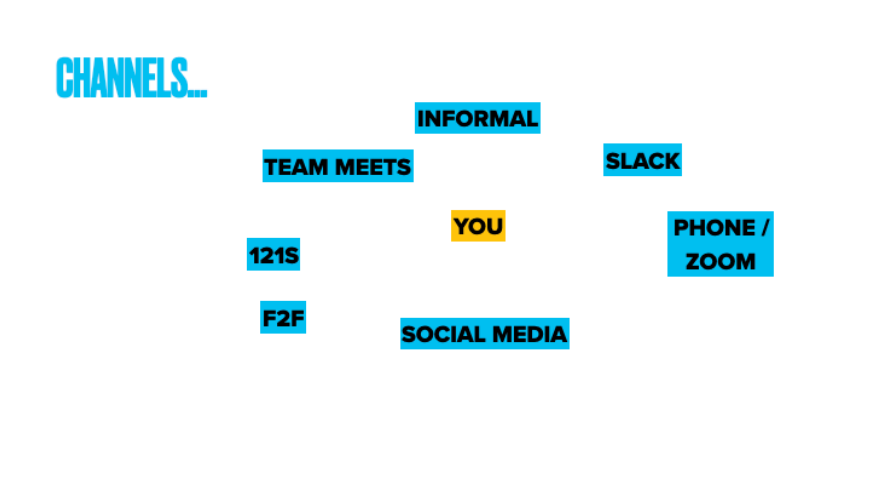 CHANNELS...
INFORMAL
TEAM MEETS
SLACK
YOU
PHONE /
ZOOM
121S
F2F
SOCIAL MEDIA